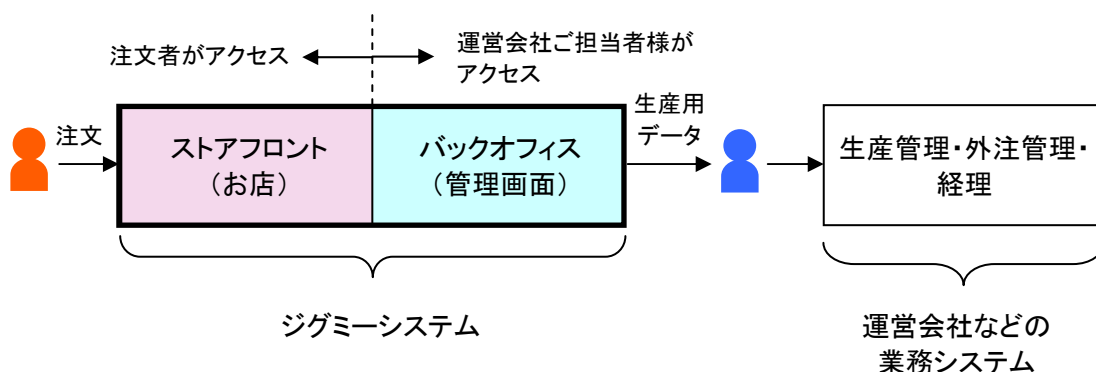 注文者がアクセス
運営会社ご担当者様が
アクセス
注文
ストアフロント
(お店)
バックオフィス
(管理画面)
生産用
データ
生産管理・外注管理・
経理
ジグミーシステム
運営会社などの
業務システム